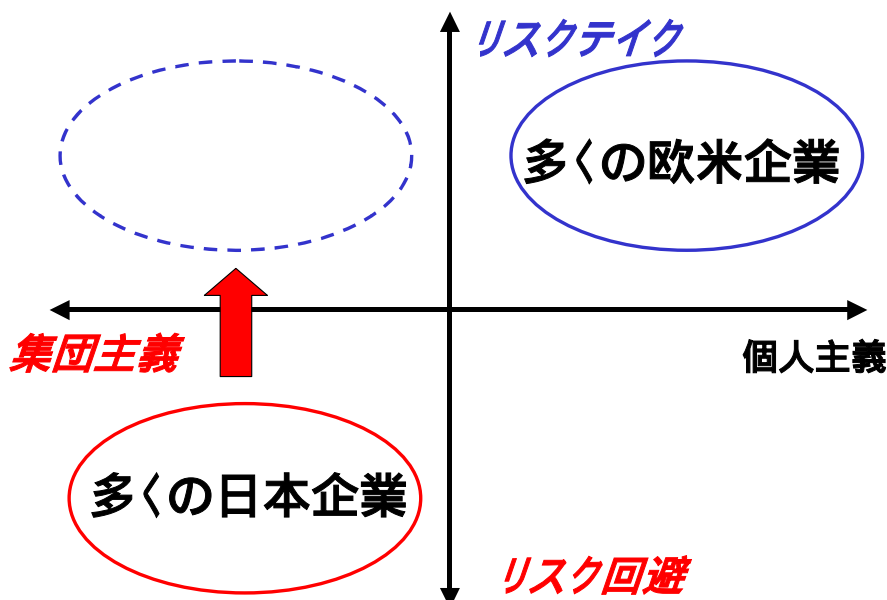 リスクテイク
多くの欧米企業
集団主義
個人主義
多くの日本企業
リスク回避